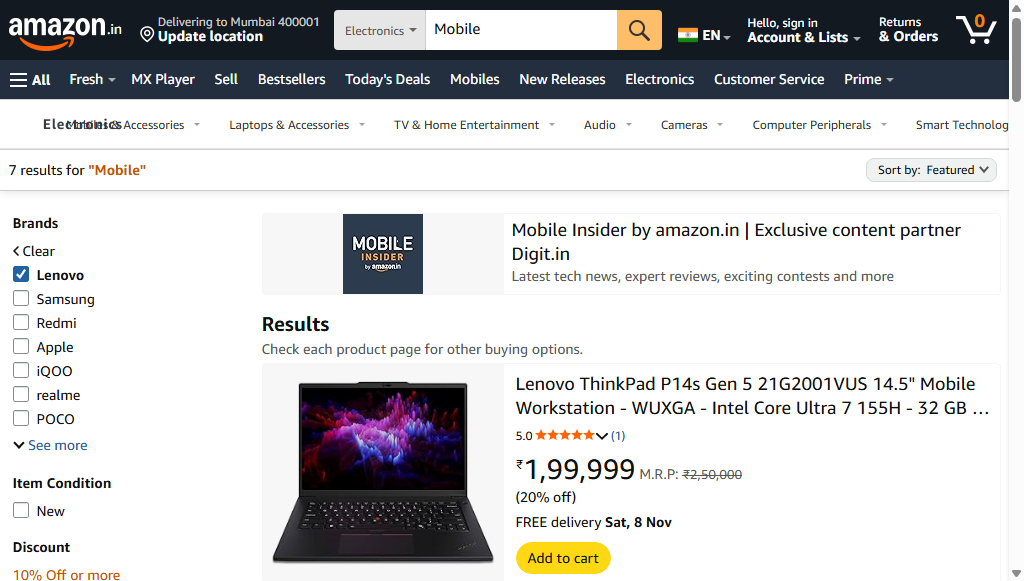 amazon.in
Delivering to Mumbai 400001
Update location
Electronics
Mobile
EN
Hello, sign in
Account & Lists
Returns
& Orders
0
All
Fresh
MX Player
Sell
Bestsellers
Today's Deals
Mobiles
New Releases
Electronics
Customer Service
Prime
Electronics
Mobiles & Accessories
Laptops & Accessories
TV & Home Entertainment
Audio
Cameras
Computer Peripherals
Smart Technolog
7 results for "Mobile"
Sort by: Featured
Brands
Clear
Lenovo
Samsung
Redmi
Apple
iQOO
realme
POCO
See more
Item Condition
New
Discount
10% Off or more
MOBILE
INSIDER
by amazon.in
Mobile Insider by amazon.in | Exclusive content partner
Digit.in
Latest tech news, expert reviews, exciting contests and more
Results
Check each product page for other buying options.
Lenovo ThinkPad P14s Gen 5 21G2001VUS 14.5" Mobile
Workstation - WUXGA - Intel Core Ultra 7 155H - 32 GB ...
5.0 (1)
₹1,99,999 M.R.P: ₹2,50,000
(20% off)
FREE delivery Sat, 8 Nov
Add to cart